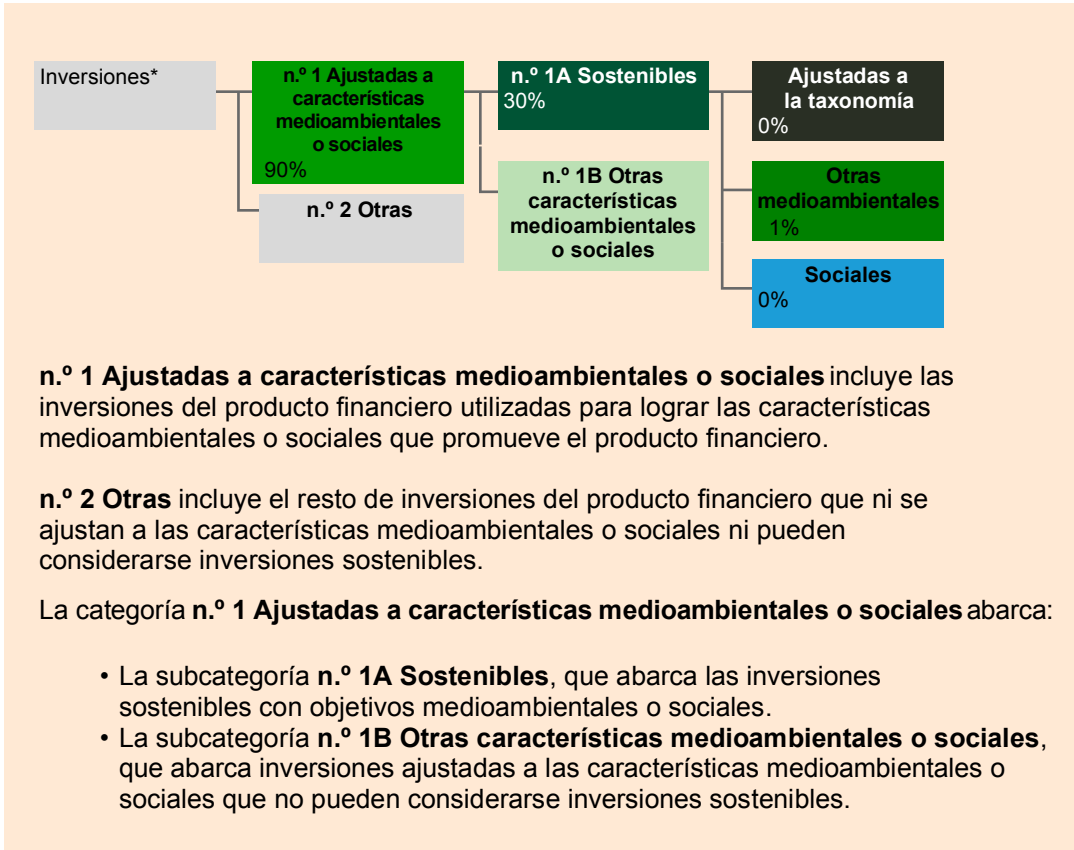 Inversiones*
n.º 1 Ajustadas a
características
medioambientales
o sociales
90%
n.º 2 Otras
n.º 1A Sostenibles
30%
n.º 1B Otras
características
medioambientales
o sociales
Ajustadas a
la taxonomía
0%
Otras
medioambientales
1%
Sociales
0%
n.º 1 Ajustadas a características medioambientales o sociales incluye las
inversiones del producto financiero utilizadas para lograr las características
medioambientales o sociales que promueve el producto financiero.
n.º 2 Otras incluye el resto de inversiones del producto financiero que ni se
ajustan a las características medioambientales o sociales ni pueden
considerarse inversiones sostenibles.
La categoría n.º 1 Ajustadas a características medioambientales o sociales abarca:
• La subcategoría n.º 1A Sostenibles, que abarca las inversiones
sostenibles con objetivos medioambientales o sociales.
• La subcategoría n.º 1B Otras características medioambientales o sociales,
que abarca inversiones ajustadas a las características medioambientales o
sociales que no pueden considerarse inversiones sostenibles.